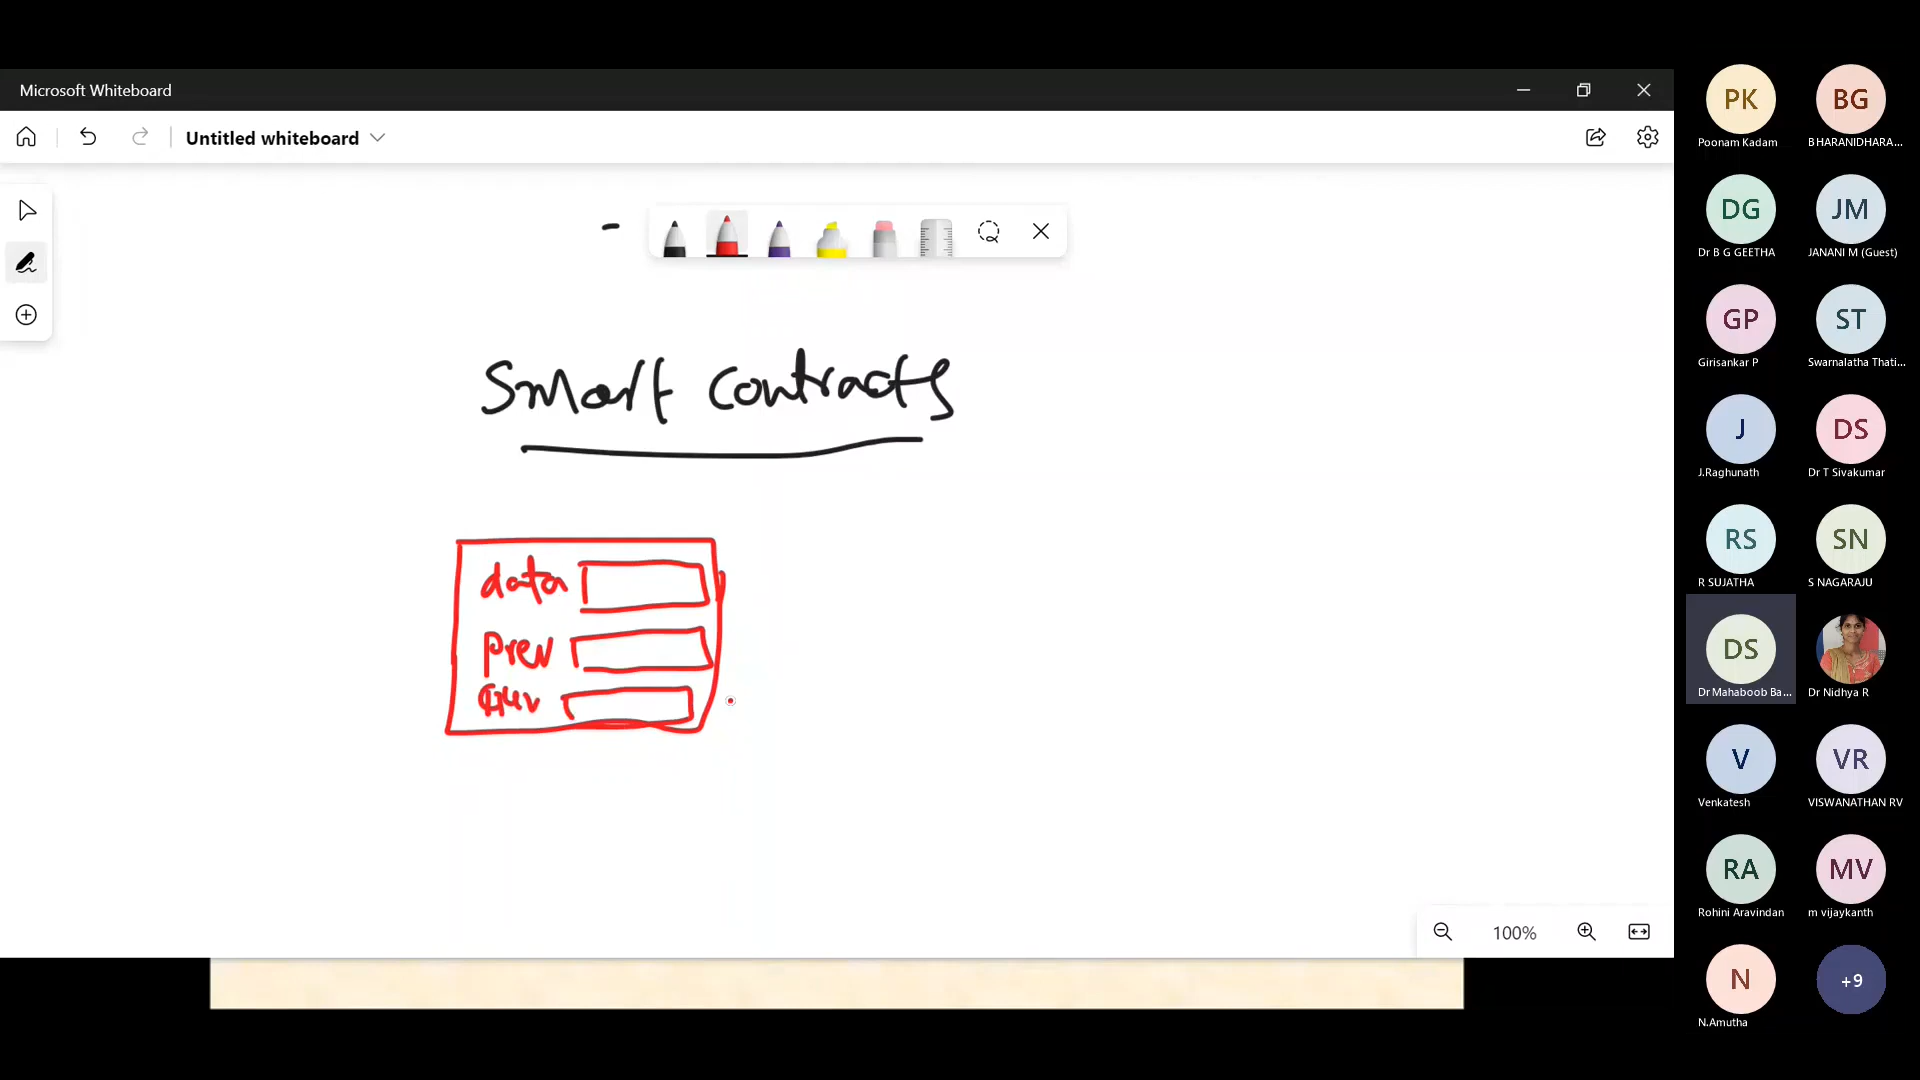 Microsoft Whiteboard
Untitled whiteboard
Smart contracts
data
prev
100%
PK
BG
Poonam Kadam
BHARANIDHARA...
DG
JM
Dr B G GEETHA
JANANI M (Guest)
GP
ST
Girisankar P
Swarnalatha Thati...
J
DS
J.Raghunath
Dr T Sivakumar
RS
SN
R SUJATHA
S NAGARAJU
DS
Dr Mahaboob Ba...
Dr Nidhya R
V
VR
Venkatesh
VISWANATHAN RV
RA
MV
Rohini Aravindan
m vijaykanth
N
+9
N.Amutha